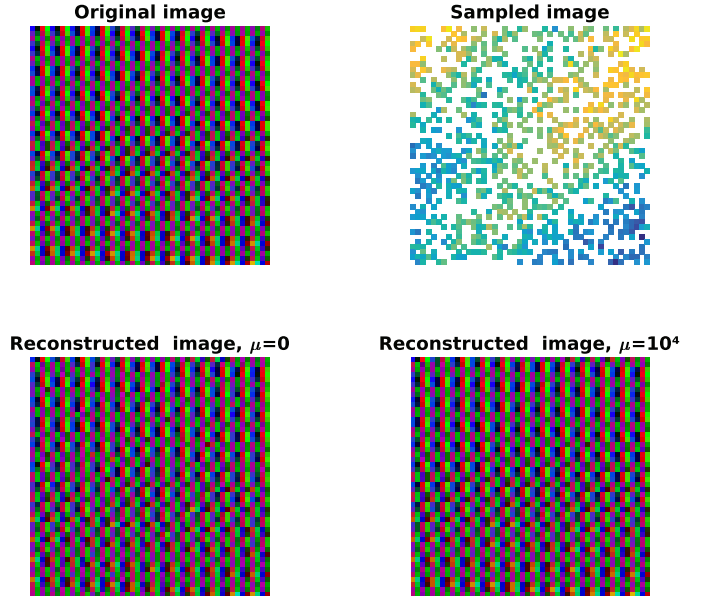 Original image
Sampled image
Reconstructed image, μ=0
Reconstructed image, μ=10⁴